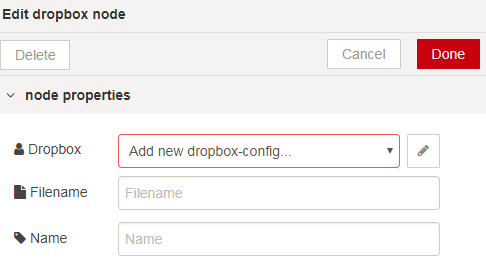 Edit dropbox node
Delete
Cancel
Done
node properties
Dropbox
Add new dropbox-config...
Filename
Filename
Name
Name